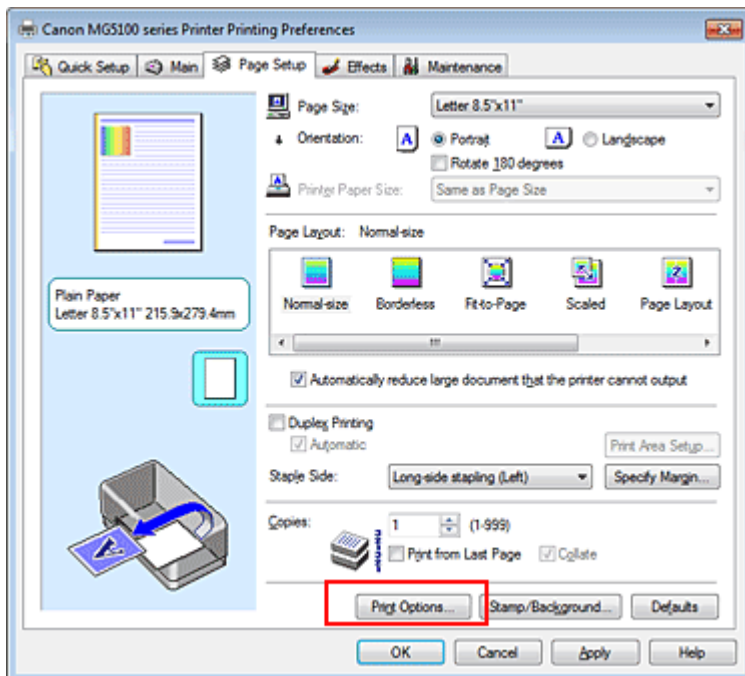 Canon MG5100 series Printer Printing Preferences
Quick Setup Main Page Setup Effects Maintenance
Page Size: Letter 8.5"x11"
Orientation: A Portrait A Landscape
Rotate 180 degrees
Printer Paper Size: Same as Page Size
Page Layout: Normal-size
Normal-size Borderless Fit-to-Page Scaled Page Layout
Plain Paper
Letter 8.5"x11" 215.9x279.4mm
Automatically reduce large document that the printer cannot output
Duplex Printing
Automatic Print Area Setup...
Staple Side: Long-side stapling (Left) Specify Margin...
Copies: 1 (1-999)
Print from Last Page Collate
Print Options... Stamp/Background... Defaults
OK Cancel Apply Help